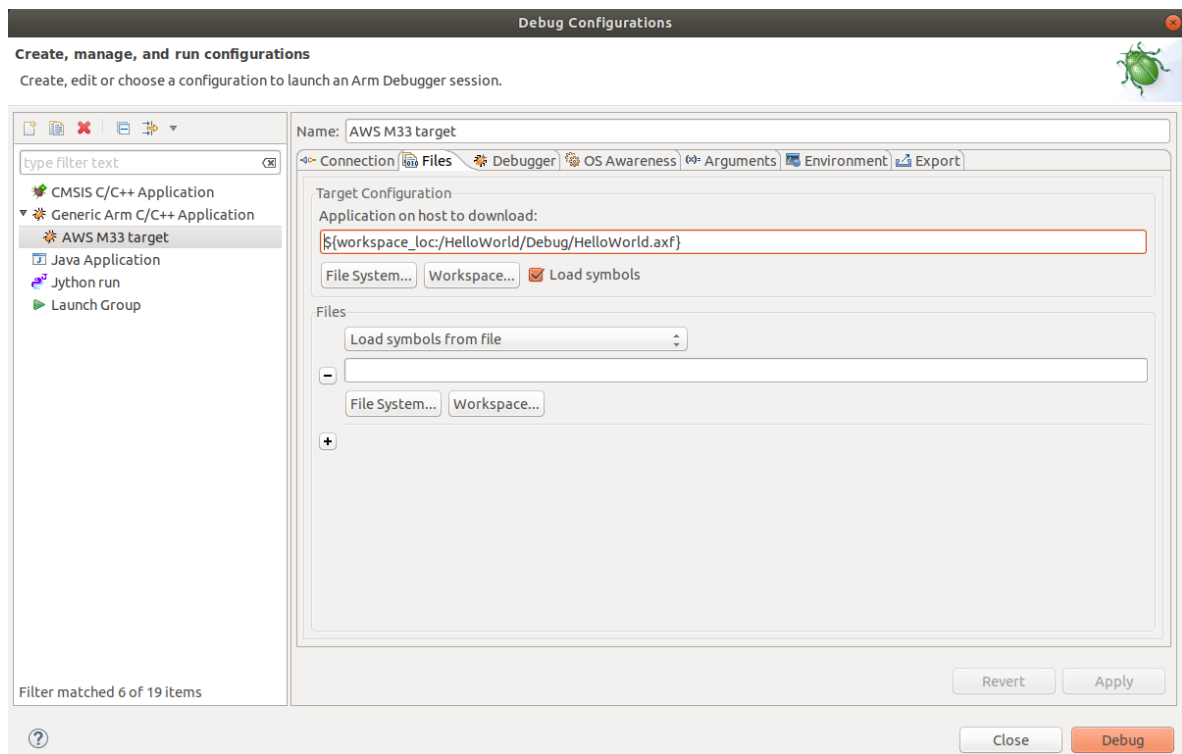 Debug Configurations
Create, manage, and run configurations
Create, edit or choose a configuration to launch an Arm Debugger session.
type filter text
CMSIS C/C++ Application
Generic Arm C/C++ Application
AWS M33 target
Java Application
Jython run
Launch Group
Filter matched 6 of 19 items
Name: AWS M33 target
Connection Files Debugger OS Awareness Arguments Environment Export
Target Configuration
Application on host to download:
${workspace_loc:/HelloWorld/Debug/HelloWorld.axf}
File System... Workspace... Load symbols
Files
Load symbols from file
File System... Workspace...
Revert Apply
Close Debug